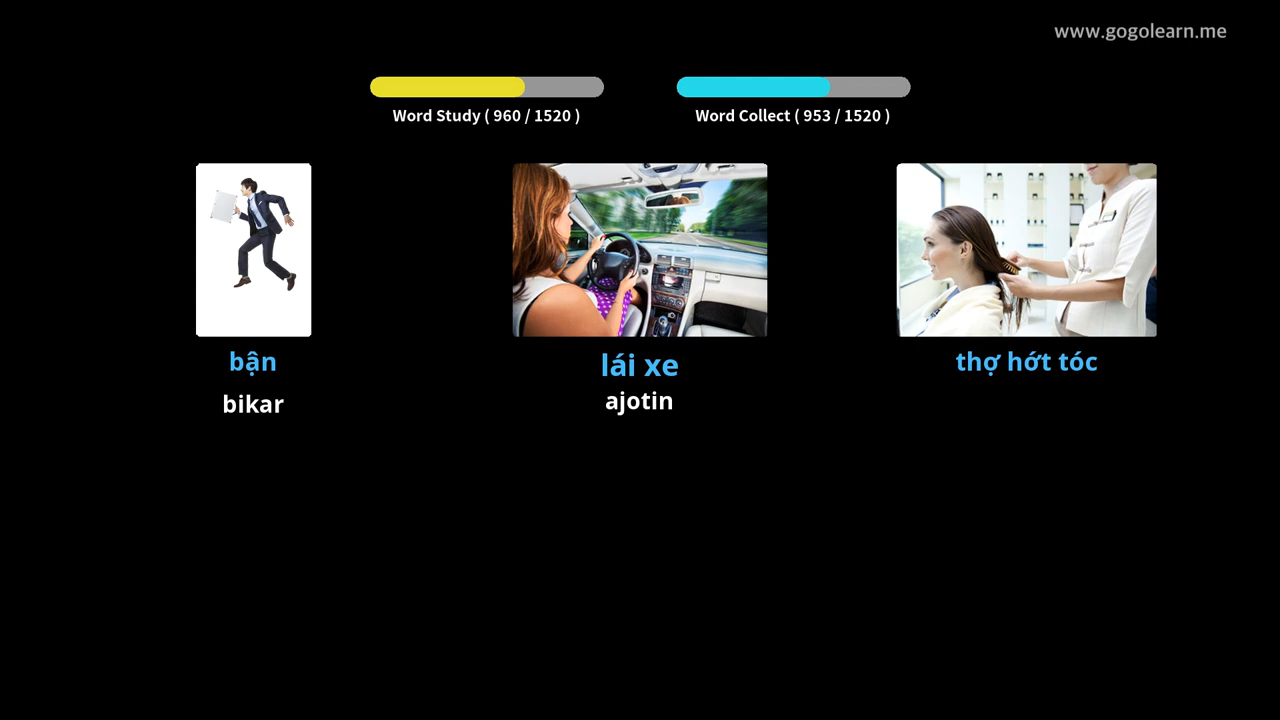 www.gogolearn.me
Word Study ( 960 / 1520 )
Word Collect ( 953 / 1520 )
bận
lái xe
thợ hớt tóc
bikar
ajotin